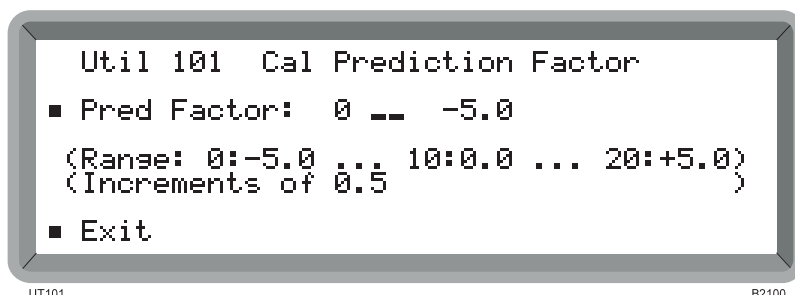 Util 101 Cal Prediction Factor
■ Pred Factor: 0 __ -5.0
(Range: 0:-5.0 ... 10:0.0 ... 20:+5.0)
(Increments of 0.5 )
■ Exit
UT101 B2100